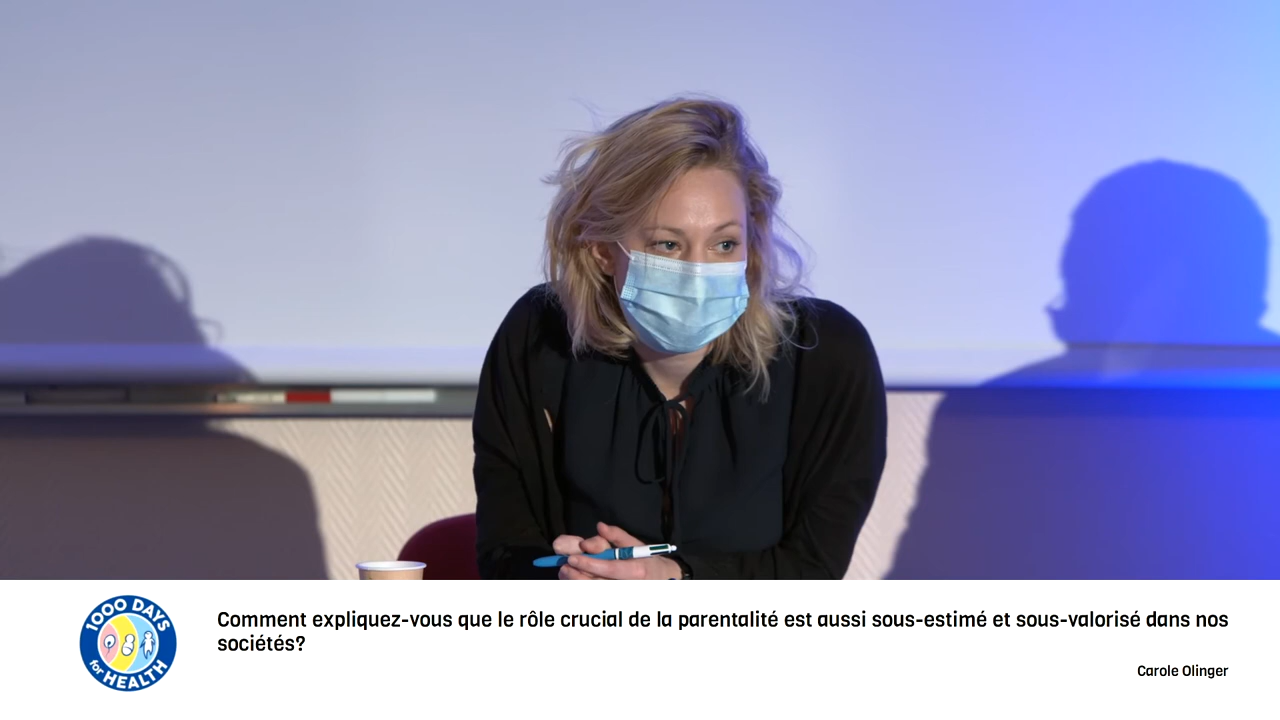 1000 DAYS
for HEALTH
Comment expliquez-vous que le rôle crucial de la parentalité est aussi sous-estimé et sous-valorisé dans nos
sociétés?
Carole Olinger